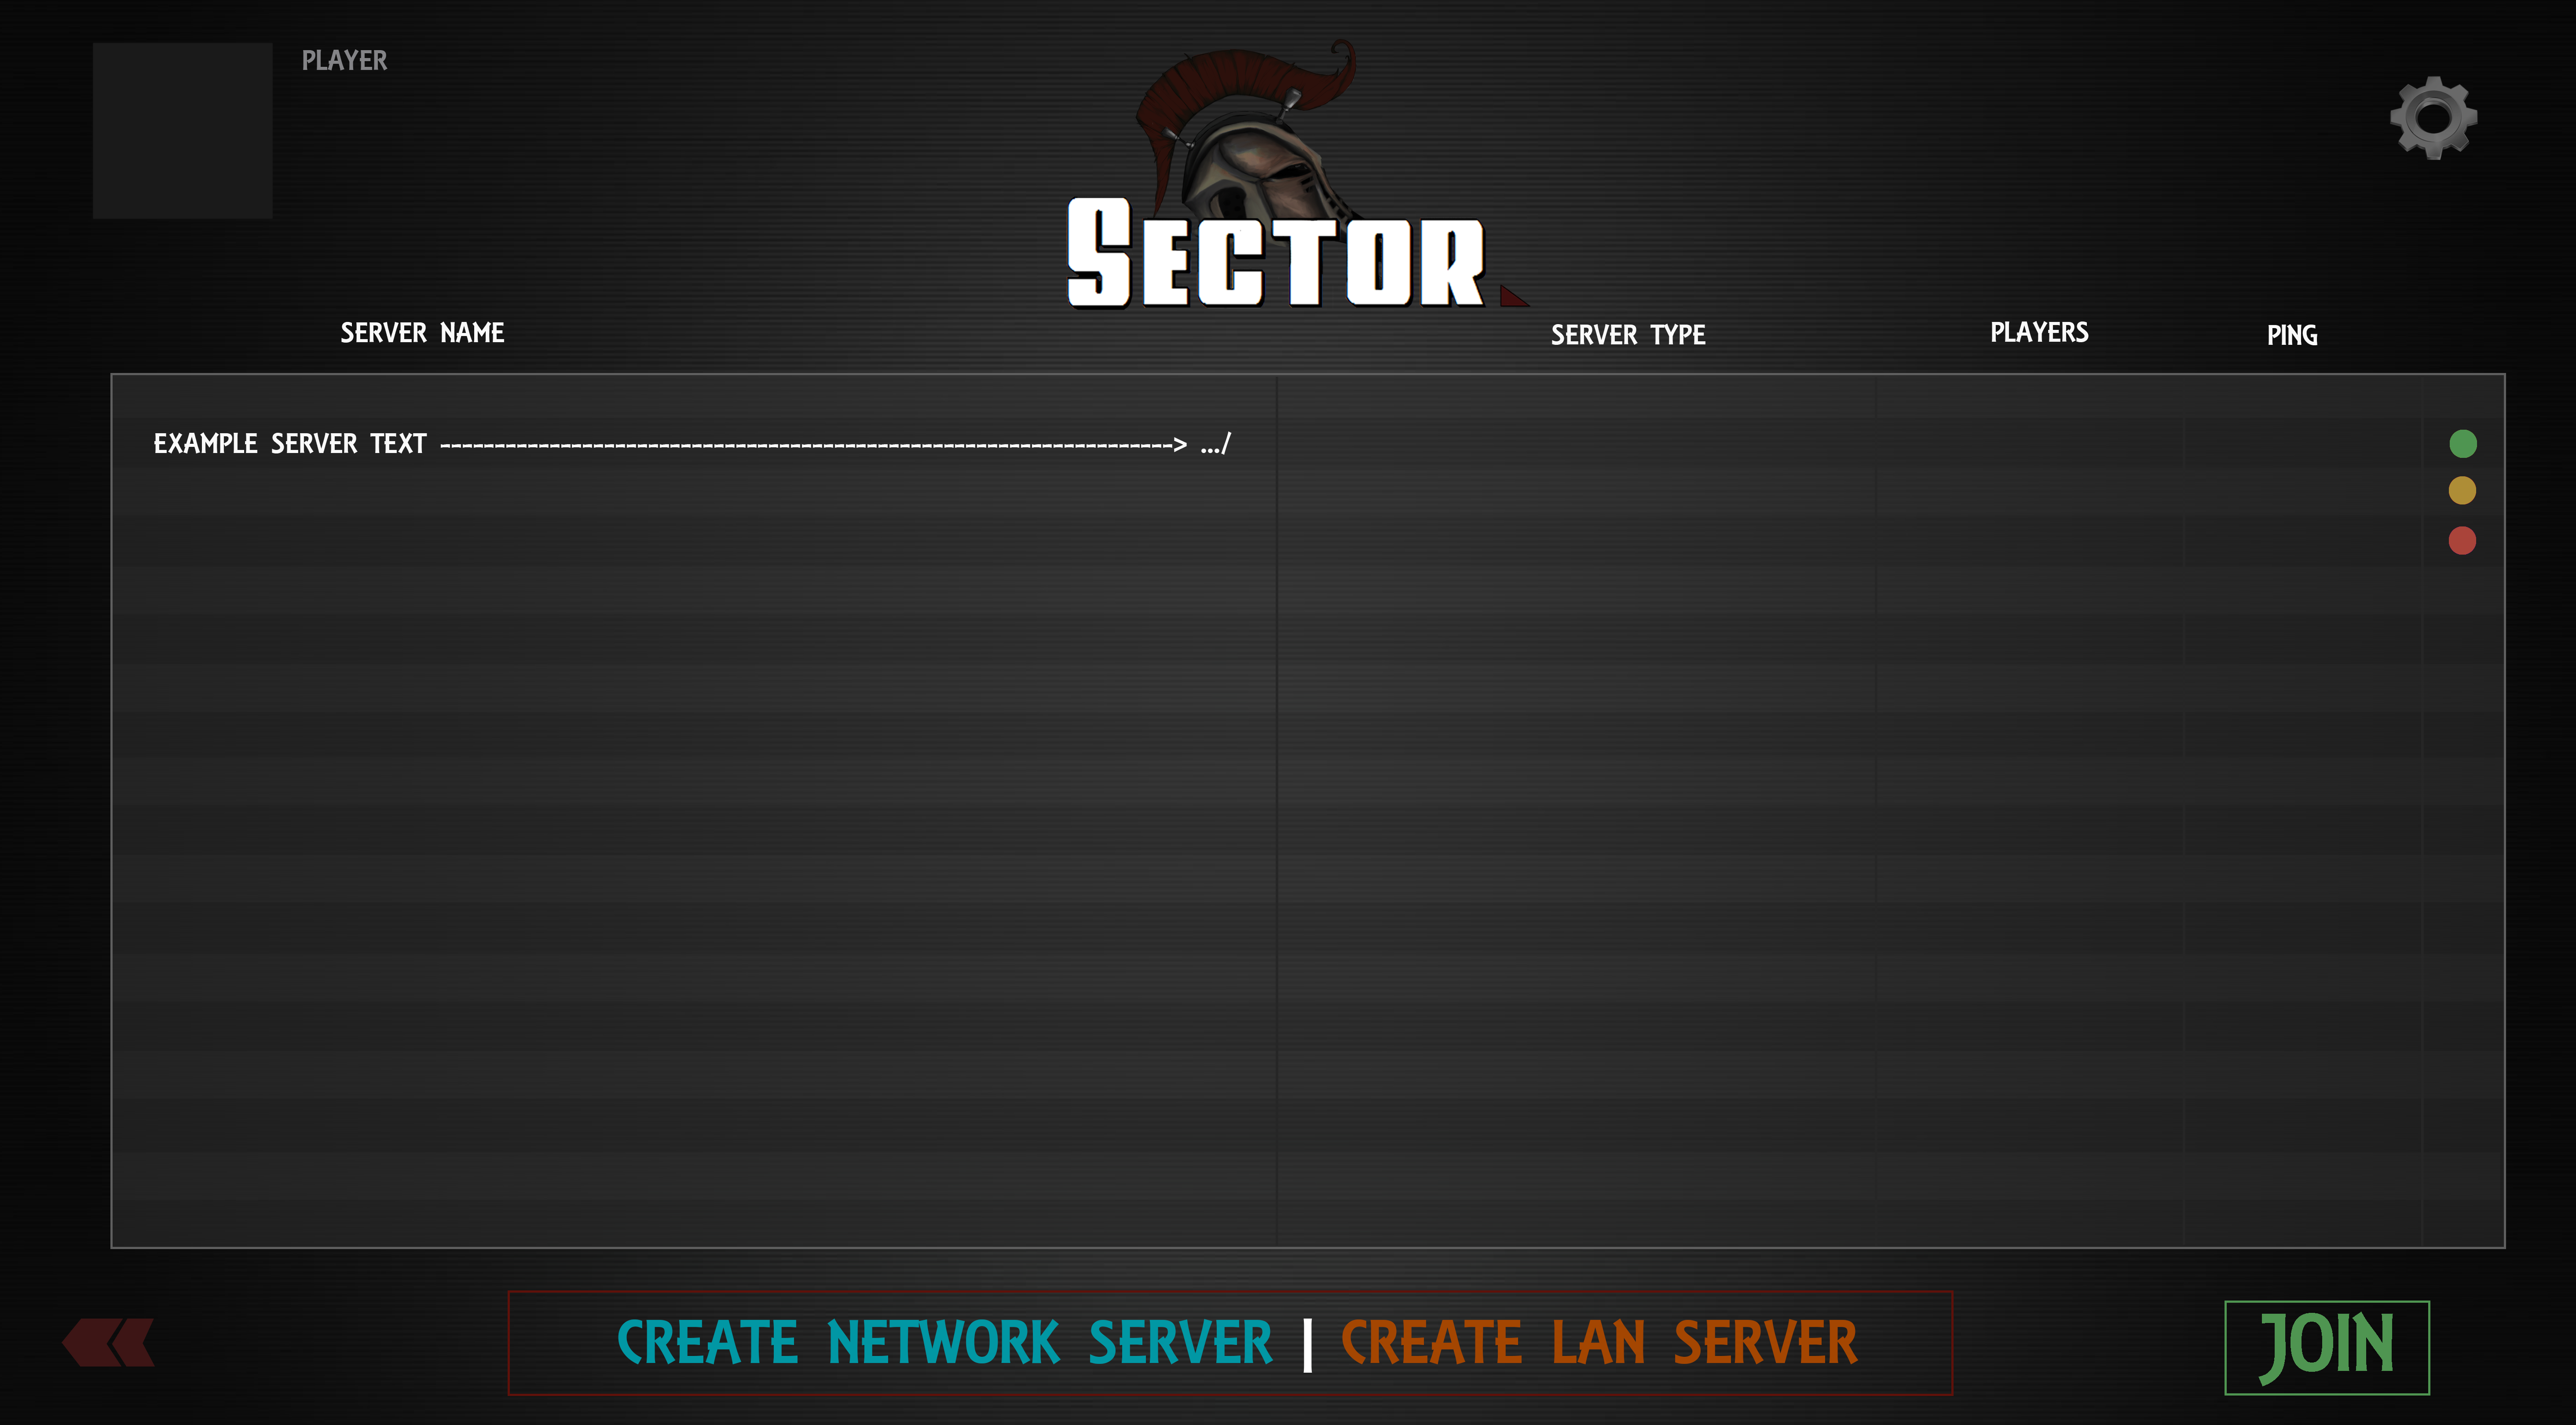 PLAYER
SECTOR
SERVER NAME
SERVER TYPE
PLAYERS
PING
EXAMPLE SERVER TEXT --------------------------------------------------------------------> .../
CREATE NETWORK SERVER | CREATE LAN SERVER
JOIN